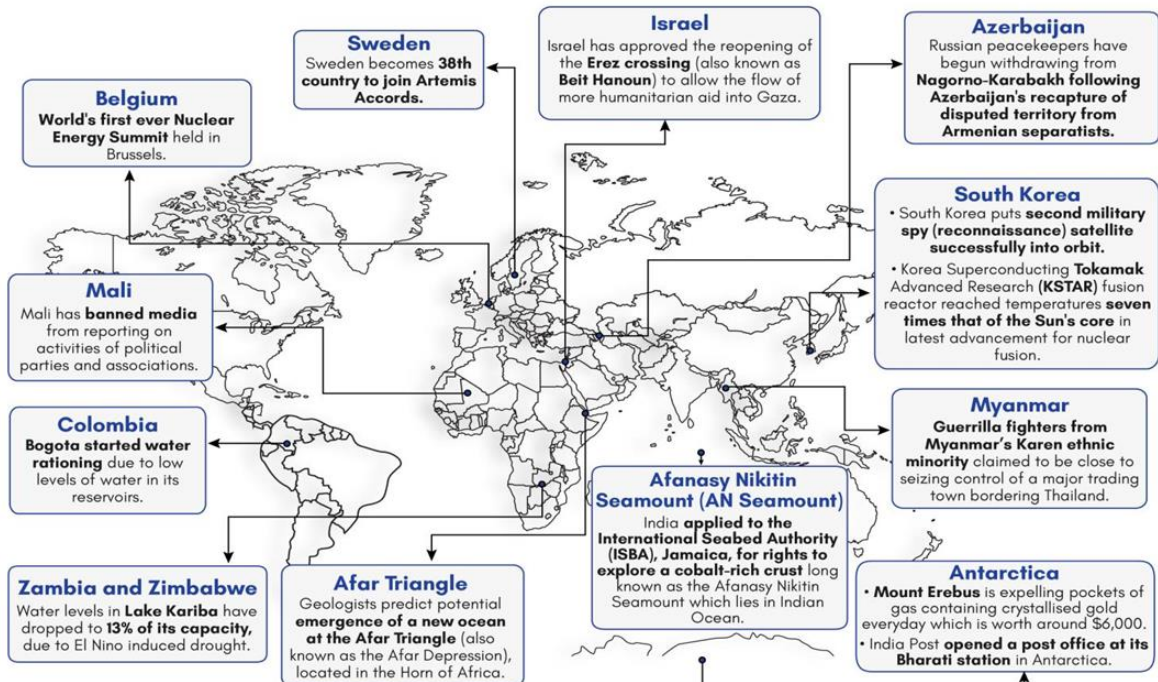 Sweden
Sweden becomes 38th
country to join Artemis
Accords.
Israel
Israel has approved the reopening of
the Erez crossing (also known as
Beit Hanoun) to allow the flow of
more humanitarian aid into Gaza.
Azerbaijan
Russian peacekeepers have
begun withdrawing from
Nagorno-Karabakh following
Azerbaijan's recapture of
disputed territory from
Armenian separatists.
Belgium
World's first ever Nuclear
Energy Summit held in
Brussels.
South Korea
• South Korea puts second military
spy (reconnaissance) satellite
successfully into orbit.
• Korea Superconducting Tokamak
Advanced Research (KSTAR) fusion
reactor reached temperatures seven
times that of the Sun's core in
latest advancement for nuclear
fusion.
Mali
Mali has banned media
from reporting on
activities of political
parties and associations.
Colombia
Bogota started water
rationing due to low
levels of water in its
reservoirs.
Myanmar
Guerrilla fighters from
Myanmar's Karen ethnic
minority claimed to be close to
seizing control of a major trading
town bordering Thailand.
Afanasy Nikitin
Seamount (AN Seamount)
India applied to the
International Seabed Authority
(ISBA), Jamaica, for rights to
explore a cobalt-rich crust long
known as the Afanasy Nikitin
Seamount which lies in Indian
Ocean.
Zambia and Zimbabwe
Water levels in Lake Kariba have
dropped to 13% of its capacity,
due to El Nino induced drought.
Afar Triangle
Geologists predict potential
emergence of a new ocean
at the Afar Triangle (also
known as the Afar Depression),
located in the Horn of Africa.
Antarctica
• Mount Erebus is expelling pockets of
gas containing crystallised gold
everyday which is worth around $6,000.
• India Post opened a post office at its
Bharati station in Antarctica.